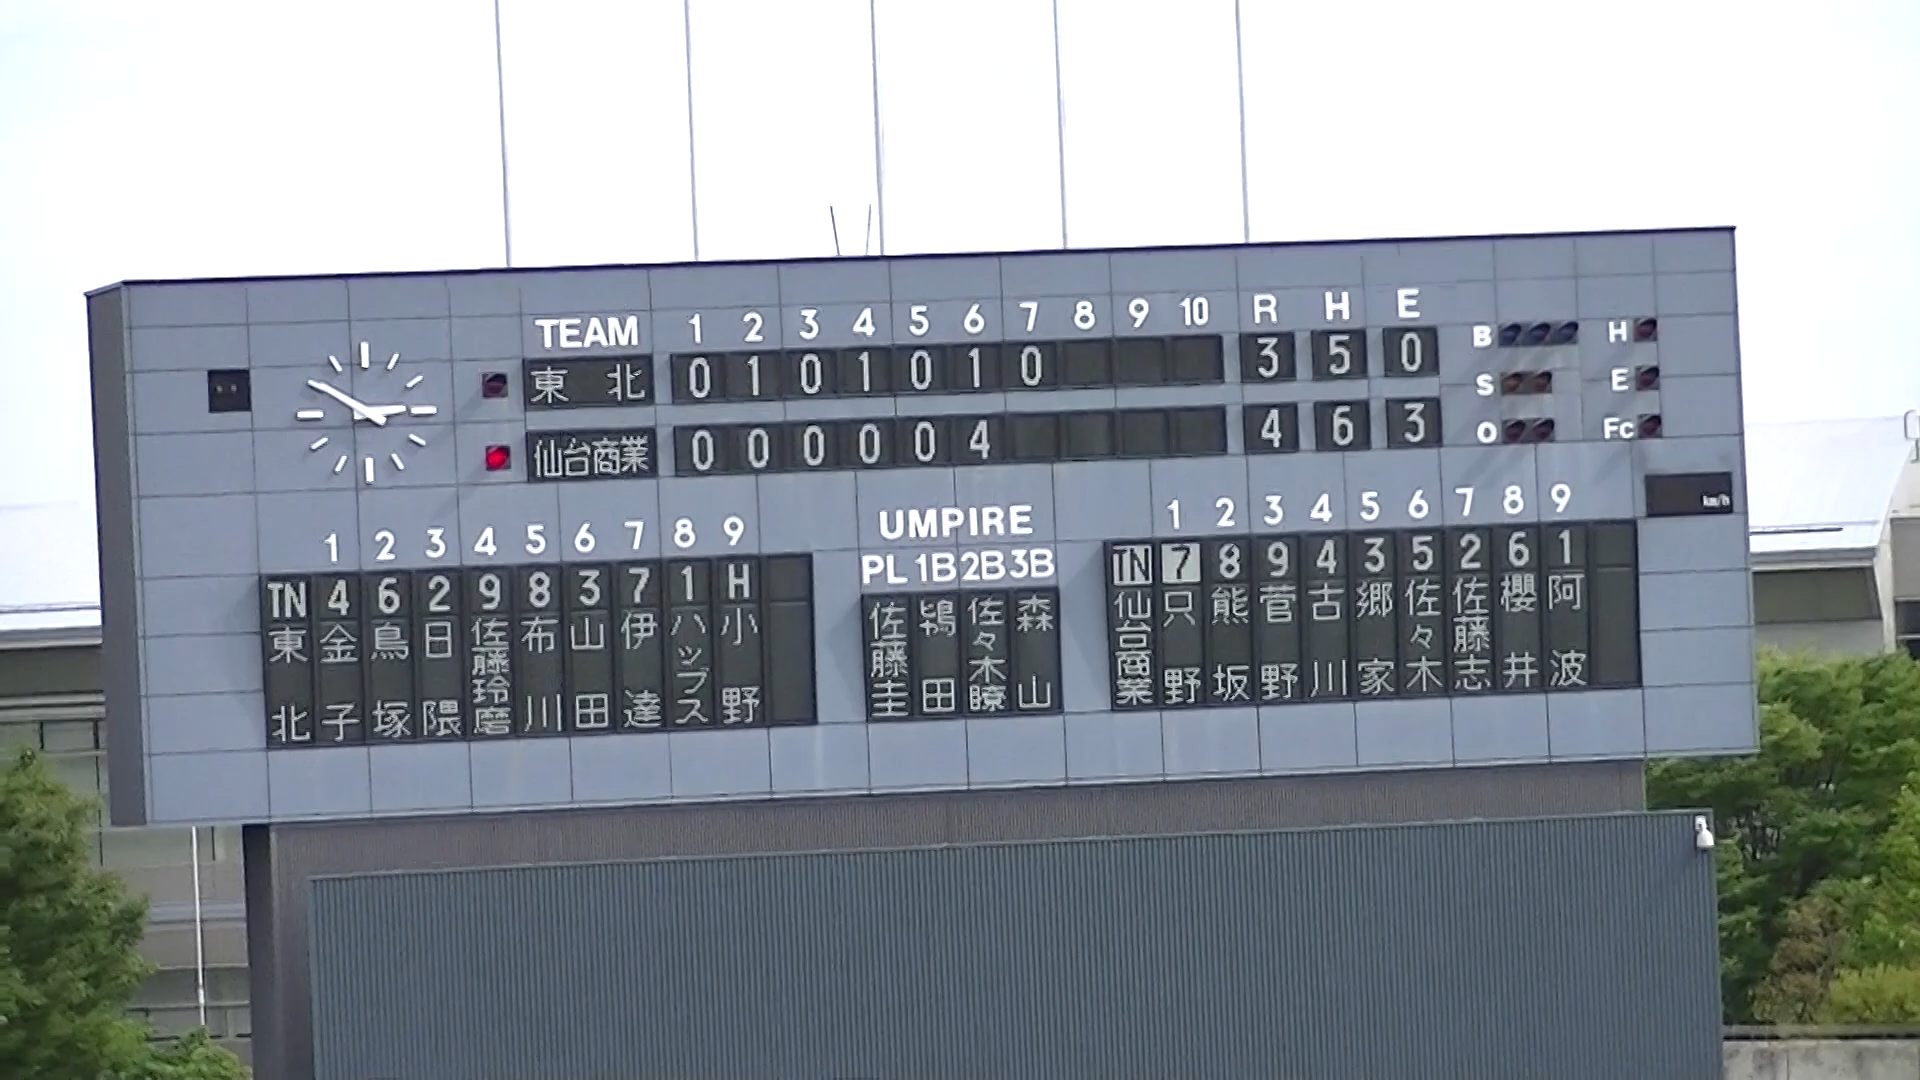 TEAM 1 2 3 4 5 6 7 8 9 10 R H E
東北 0 1 0 1 0 1 0 3 5 0
仙台商業 0 0 0 0 0 4 4 6 3
B H
S E
O Fc
km/h
1 2 3 4 5 6 7 8 9
TN 4 6 2 9 8 3 7 1 H
東北
金子
鳥塚
日隈
佐藤玲磨
布川
山田
伊達
ハップス
小野
UMPIRE
PL 1B 2B 3B
佐藤圭
鴇田
佐々木瞭
森山
1 2 3 4 5 6 7 8 9
TN 7 8 9 4 3 5 2 6 1
仙台商業
只野
熊坂
菅野
古川
郷家
佐々木
佐藤志
櫻井
阿波